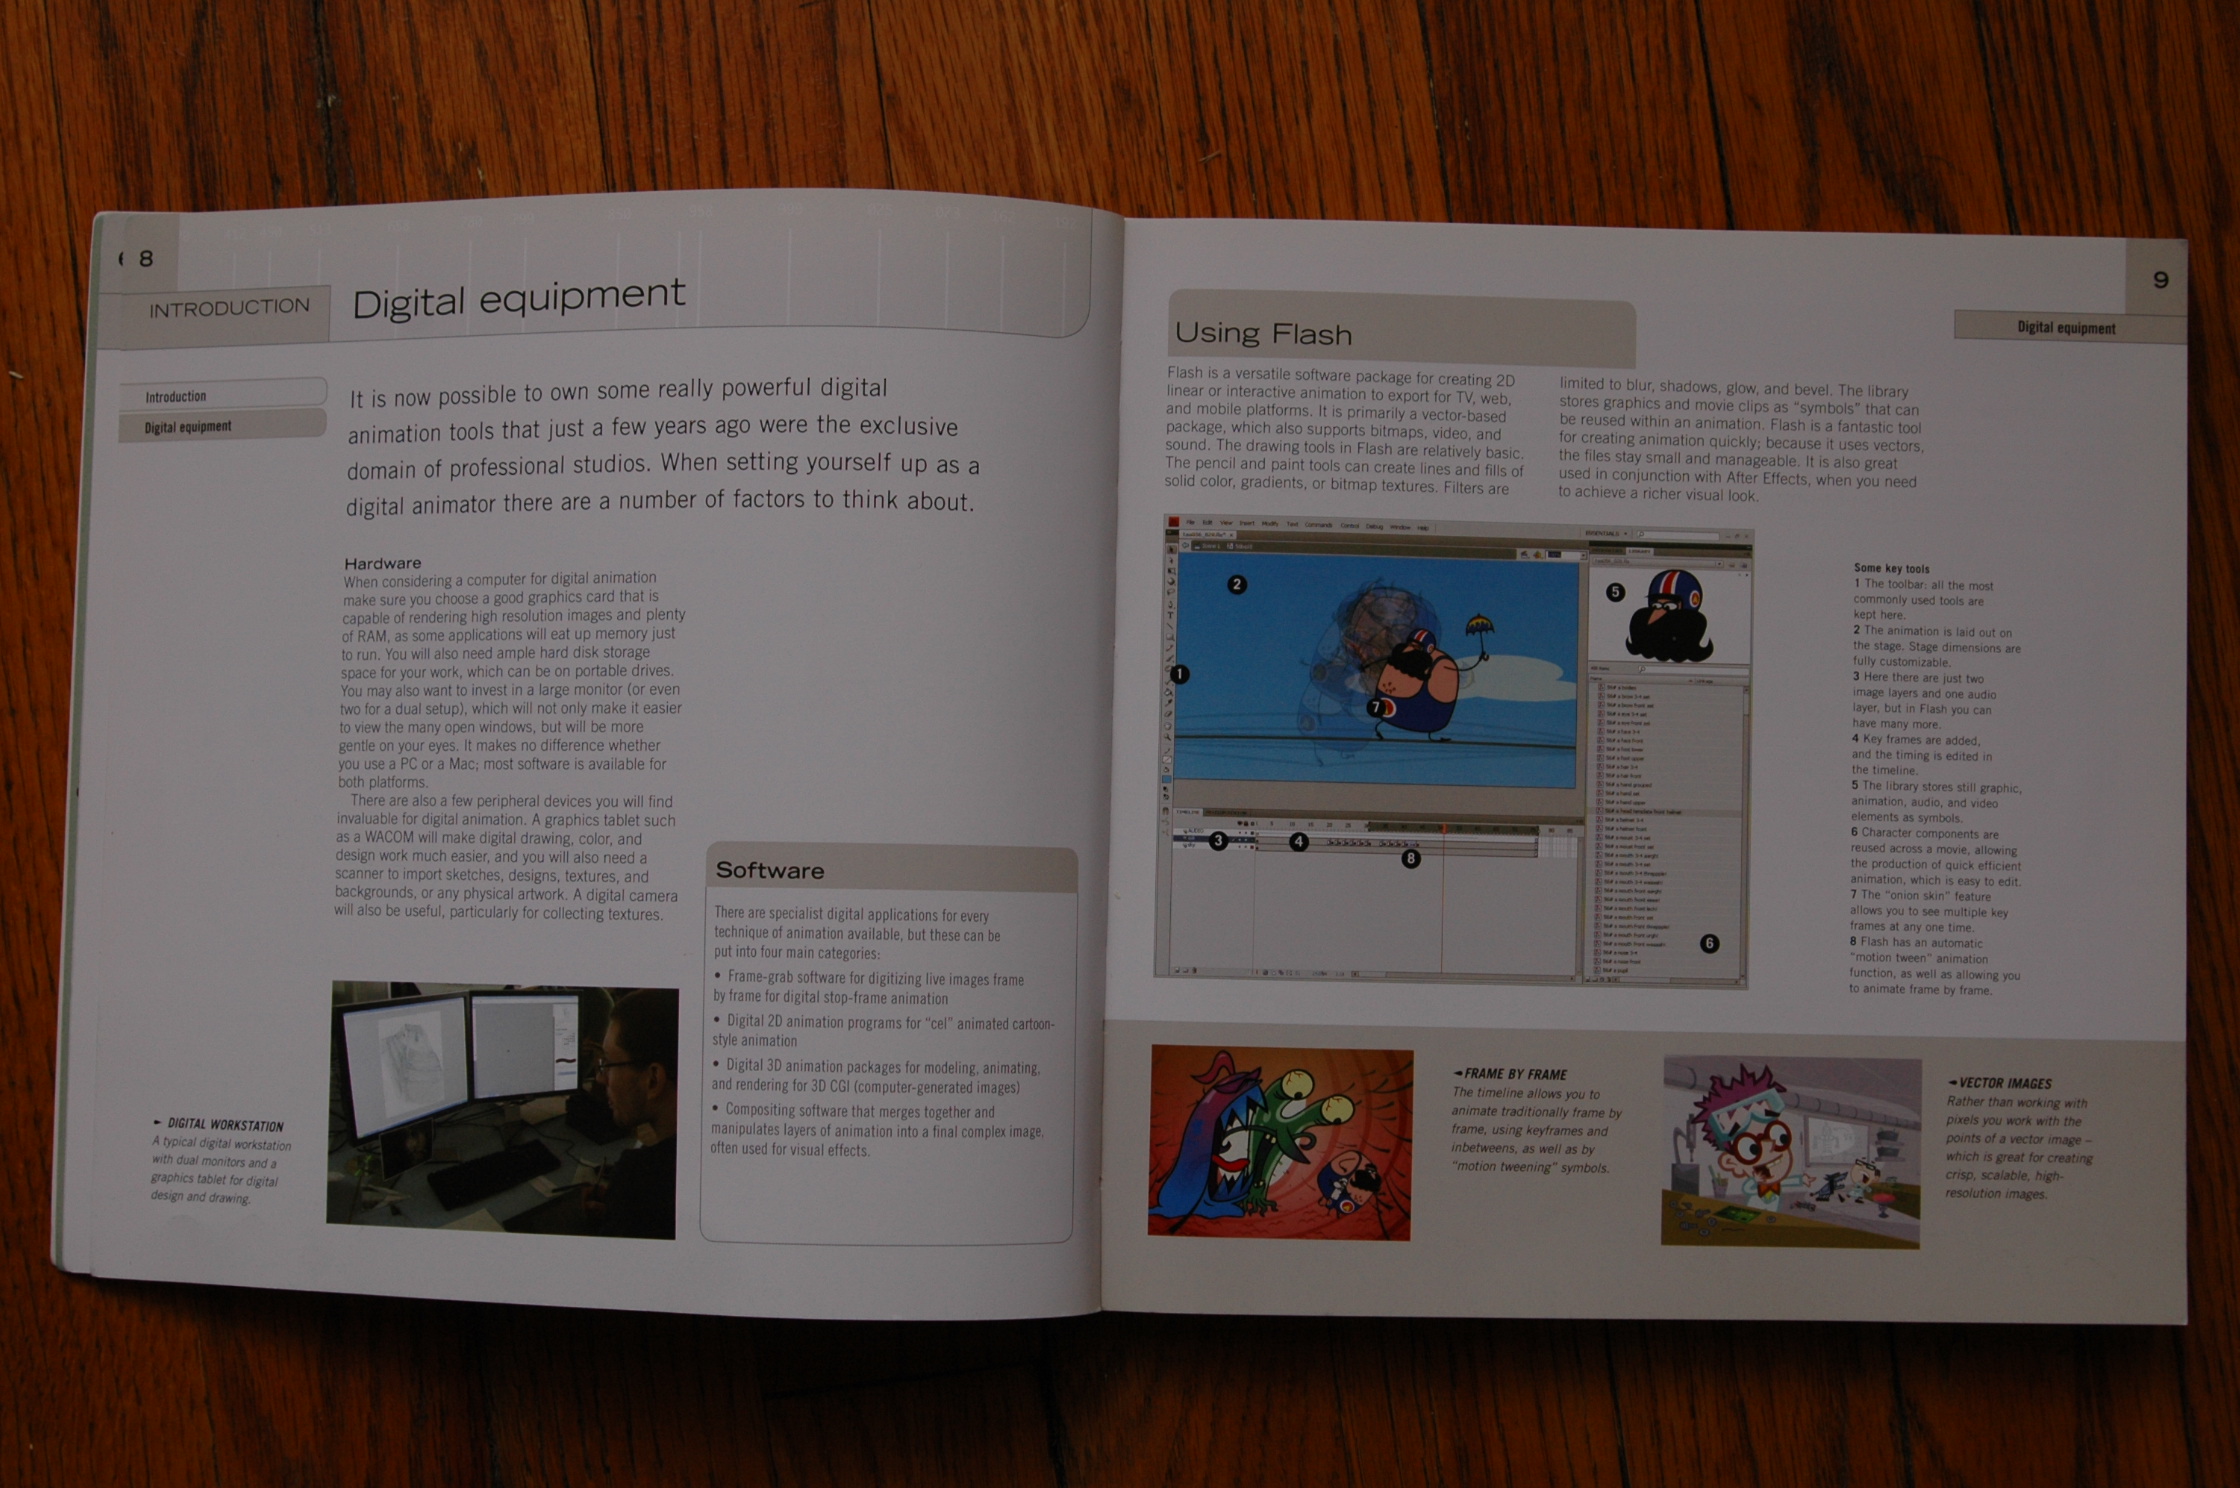 8
INTRODUCTION
Digital equipment
Introduction
Digital equipment
It is now possible to own some really powerful digital
animation tools that just a few years ago were the exclusive
domain of professional studios. When setting yourself up as a
digital animator there are a number of factors to think about.
Hardware
When considering a computer for digital animation
make sure you choose a good graphics card that is
capable of rendering high resolution images and plenty
of RAM, as some applications will eat up memory just
to run. You will also need ample hard disk storage
space for your work, which can be on portable drives.
You may also want to invest in a large monitor (or even
two for a dual setup), which will not only make it easier
to view the many open windows, but will be more
gentle on your eyes. It makes no difference whether
you use a PC or a Mac; most software is available for
both platforms.
There are also a few peripheral devices you will find
invaluable for digital animation. A graphics tablet such
as a WACOM will make digital drawing, color, and
design work much easier, and you will also need a
scanner to import sketches, designs, textures, and
backgrounds, or any physical artwork. A digital camera
will also be useful, particularly for collecting textures.
DIGITAL WORKSTATION
A typical digital workstation
with dual monitors and a
graphics tablet for digital
design and drawing.
Software
There are specialist digital applications for every
technique of animation available, but these can be
put into four main categories:
• Frame-grab software for digitizing live images frame
by frame for digital stop-frame animation
• Digital 2D animation programs for "cel" animated cartoon-
style animation
• Digital 3D animation packages for modeling, animating,
and rendering for 3D CGI (computer-generated images)
• Compositing software that merges together and
manipulates layers of animation into a final complex image,
often used for visual effects.
9
Digital equipment
Using Flash
Flash is a versatile software package for creating 2D
linear or interactive animation to export for TV, web,
and mobile platforms. It is primarily a vector-based
package, which also supports bitmaps, video, and
sound. The drawing tools in Flash are relatively basic.
The pencil and paint tools can create lines and fills of
solid color, gradients, or bitmap textures. Filters are
limited to blur, shadows, glow, and bevel. The library
stores graphics and movie clips as "symbols" that can
be reused within an animation. Flash is a fantastic tool
for creating animation quickly; because it uses vectors,
the files stay small and manageable. It is also great
used in conjunction with After Effects, when you need
to achieve a richer visual look.
File Edit View Insert Modify Text Commands Control Debug Window Help
ESSENTIALS
LIBRARY
2
5
1
7
3
4
8
6
Some key tools
1 The toolbar: all the most
commonly used tools are
kept here.
2 The animation is laid out on
the stage. Stage dimensions are
fully customizable.
3 Here there are just two
image layers and one audio
layer, but in Flash you can
have many more.
4 Key frames are added,
and the timing is edited in
the timeline.
5 The library stores still graphic,
animation, audio, and video
elements as symbols.
6 Character components are
reused across a movie, allowing
the production of quick efficient
animation, which is easy to edit.
7 The "onion skin" feature
allows you to see multiple key
frames at any one time.
8 Flash has an automatic
"motion tween" animation
function, as well as allowing you
to animate frame by frame.
FRAME BY FRAME
The timeline allows you to
animate traditionally frame by
frame, using keyframes and
inbetweens, as well as by
"motion tweening" symbols.
VECTOR IMAGES
Rather than working with
pixels you work with the
points of a vector image –
which is great for creating
crisp, scalable, high-
resolution images.